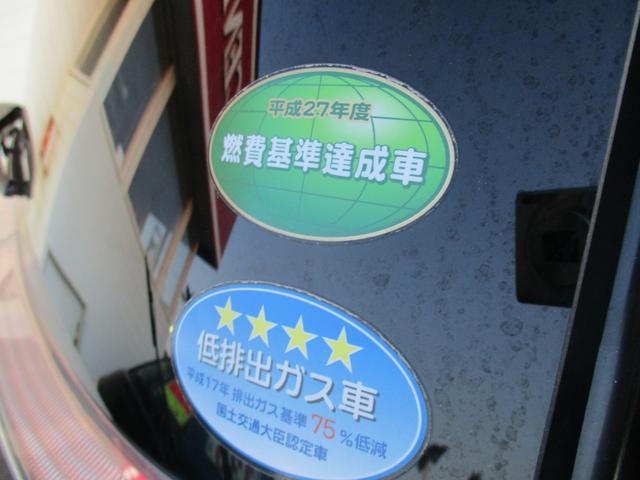 平成27年度
燃費基準達成車
低排出ガス車
平成17年排出ガス基準75%低減
国土交通大臣認定車